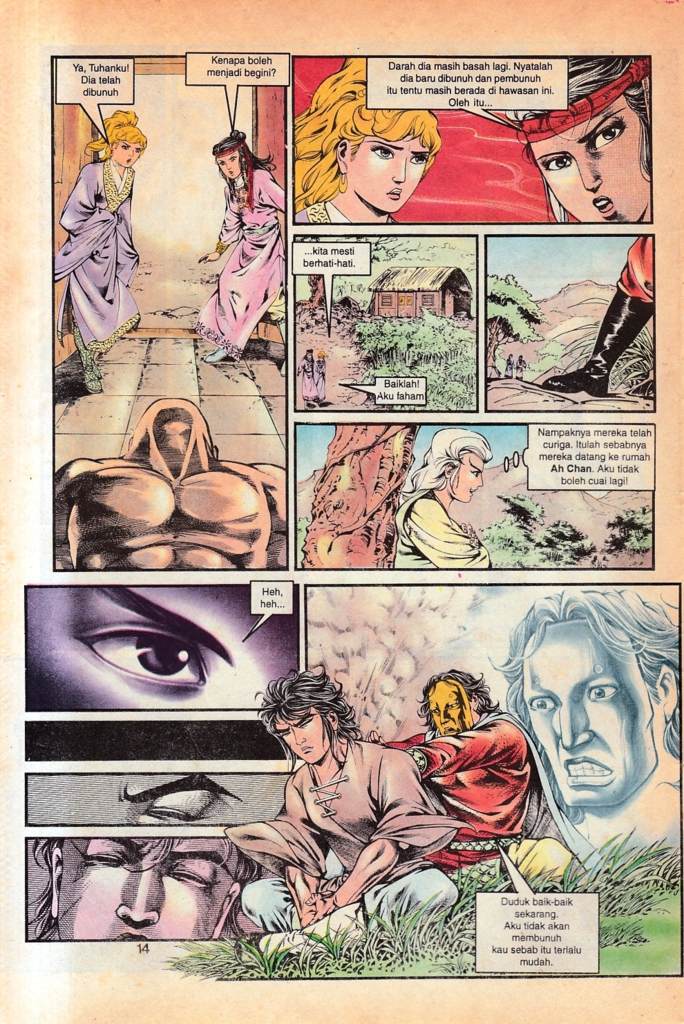 Ya, Tuhanku!
Dia telah
dibunuh
Kenapa boleh
menjadi begini?
Darah dia masih basah lagi. Nyatalah
dia baru dibunuh dan pembunuh
itu tentu masih berada di hawasan ini.
Oleh itu...
...kita mesti
berhati-hati.
Baiklah!
Aku faham
Nampaknya mereka telah
curiga. Itulah sebabnya
mereka datang ke rumah
Ah Chan. Aku tidak
boleh cuai lagi!
Heh,
heh...
Duduk baik-baik
sekarang.
Aku tidak akan
membunuh
kau sebab itu terlalu
mudah.
14